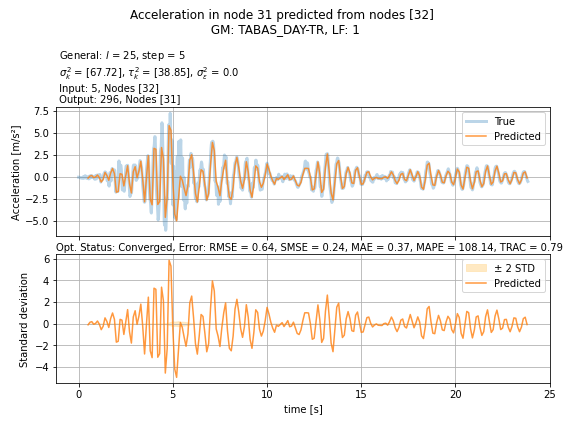 Acceleration in node 31 predicted from nodes [32]
GM: TABAS_DAY-TR, LF: 1
General: l = 25, step = 5
σ_k² = [67.72], τ_k² = [38.85], σ_ε² = 0.0
Input: 5, Nodes [32]
Output: 296, Nodes [31]
7.5
5.0
2.5
0.0
−2.5
−5.0
Acceleration [m/s²]
True
Predicted
Opt. Status: Converged, Error: RMSE = 0.64, SMSE = 0.24, MAE = 0.37, MAPE = 108.14, TRAC = 0.79
6
4
2
0
−2
−4
Standard deviation
± 2 STD
Predicted
0 5 10 15 20 25
time [s]